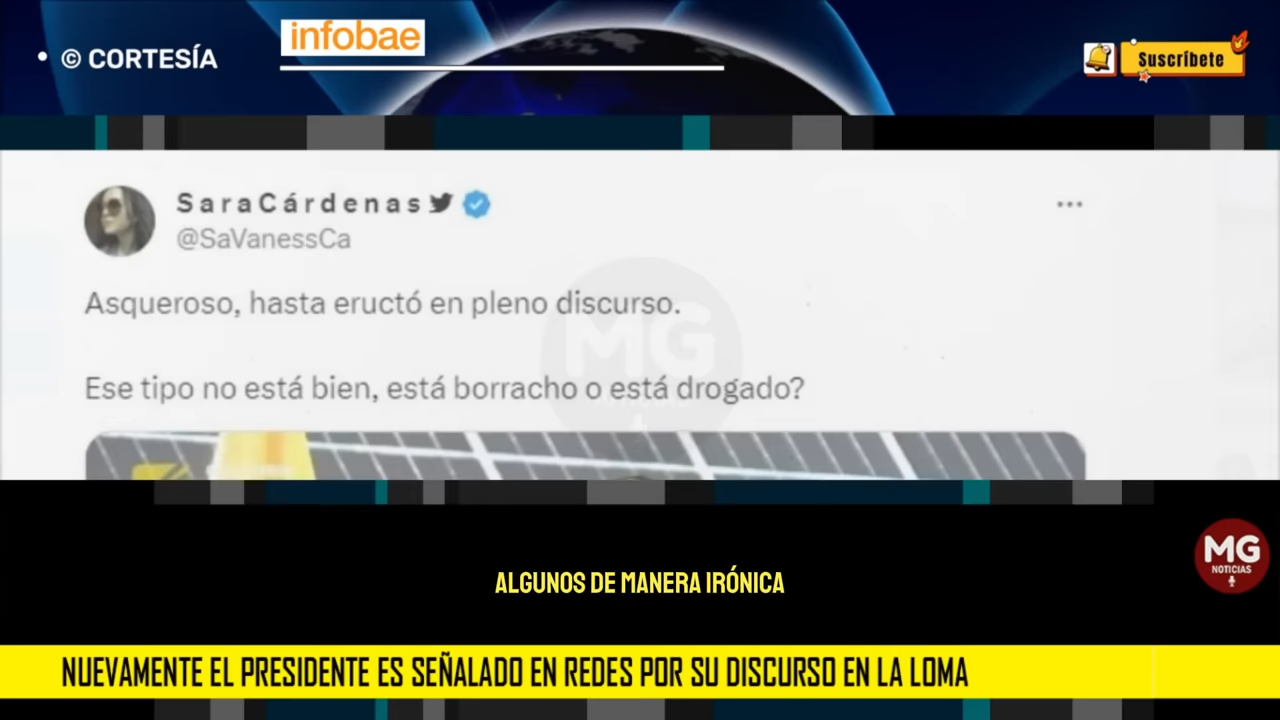 © CORTESÍA
infobae
Suscríbete
SaraCárdenas
@SaVanessCa
Asqueroso, hasta eructó en pleno discurso.
Ese tipo no está bien, está borracho o está drogado?
MG
ALGUNOS DE MANERA IRÓNICA
MG
NOTICIAS
NUEVAMENTE EL PRESIDENTE ES SEÑALADO EN REDES POR SU DISCURSO EN LA LOMA